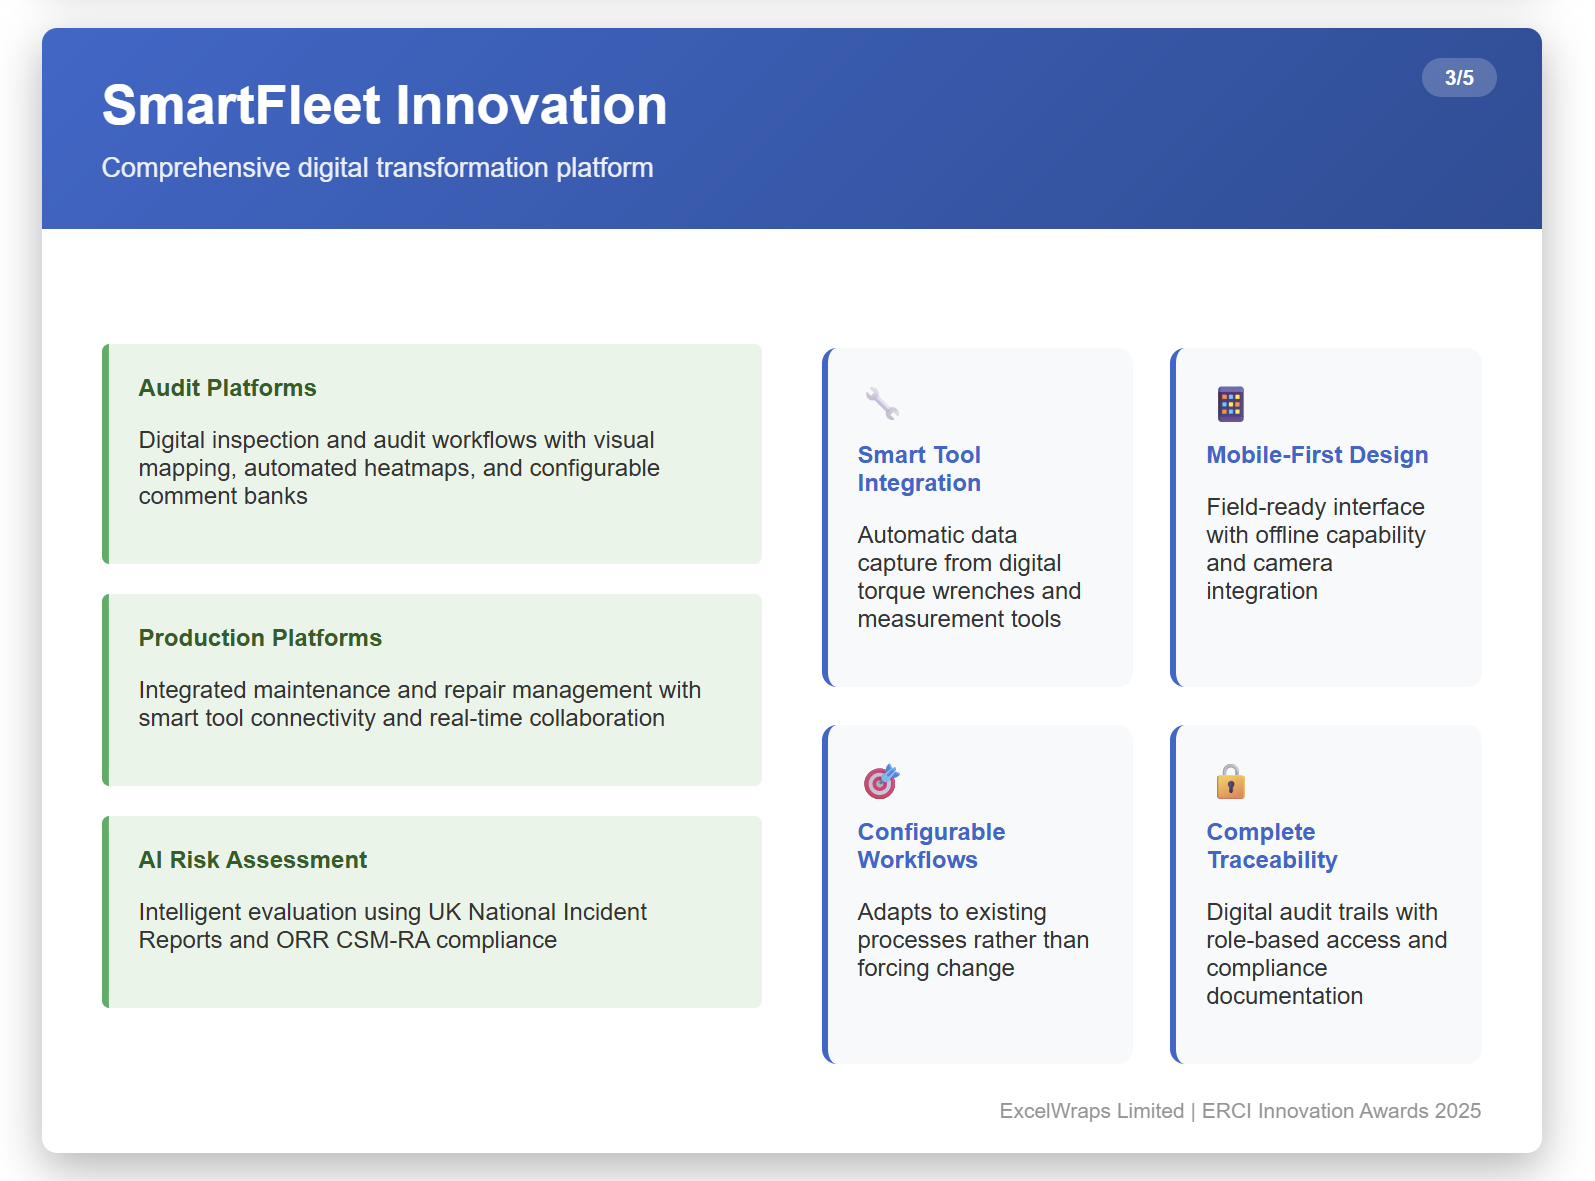 SmartFleet Innovation
Comprehensive digital transformation platform
3/5
Audit Platforms
Digital inspection and audit workflows with visual
mapping, automated heatmaps, and configurable
comment banks
Production Platforms
Integrated maintenance and repair management with
smart tool connectivity and real-time collaboration
AI Risk Assessment
Intelligent evaluation using UK National Incident
Reports and ORR CSM-RA compliance
Smart Tool
Integration
Automatic data
capture from digital
torque wrenches and
measurement tools
Mobile-First Design
Field-ready interface
with offline capability
and camera
integration
Configurable
Workflows
Adapts to existing
processes rather than
forcing change
Complete
Traceability
Digital audit trails with
role-based access and
compliance
documentation
ExcelWraps Limited | ERCI Innovation Awards 2025